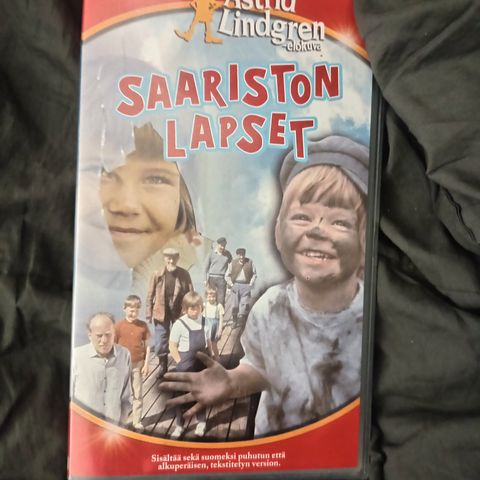 Astrid
Lindgren
-elokuva
SAARISTON
LAPSET
Sisältää sekä suomeksi puhutun että
alkuperäisen, tekstitetyn version.